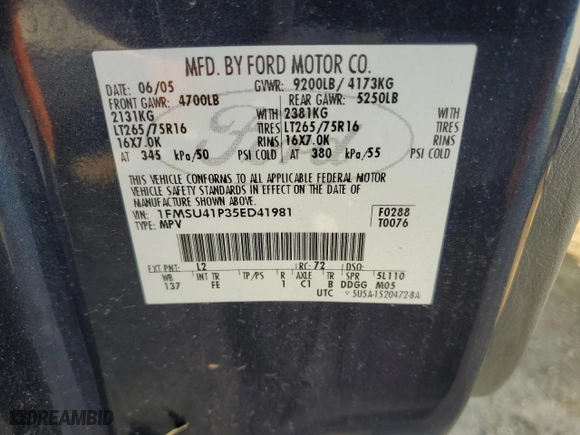 MFD. BY FORD MOTOR CO.
DATE: 06/05 GVWR: 9200LB/4173KG
FRONT GAWR: 4700LB REAR GAWR: 5250LB
2131KG 2381KG
LT265/75R16 TIRES LT265/75R16 TIRES
16X7.0K RIMS 16X7.0K RIMS
AT 345 kPa/50 PSI COLD AT 380 kPa/55 PSI COLD
THIS VEHICLE CONFORMS TO ALL APPLICABLE FEDERAL MOTOR
VEHICLE SAFETY STANDARDS IN EFFECT ON THE DATE OF
MANUFACTURE SHOWN ABOVE.
VIN: 1FMSU41P35ED41981 F0288
TYPE: MPV T0076
EXT PNT: L2 RC: 72 DSO:
WB INT TR TP/PS R AXLE TR SPR 5L110
137 FE 1 C1 B DDGG M05
UTC 5U5A-1520472-8A
Ford
DREAMBID